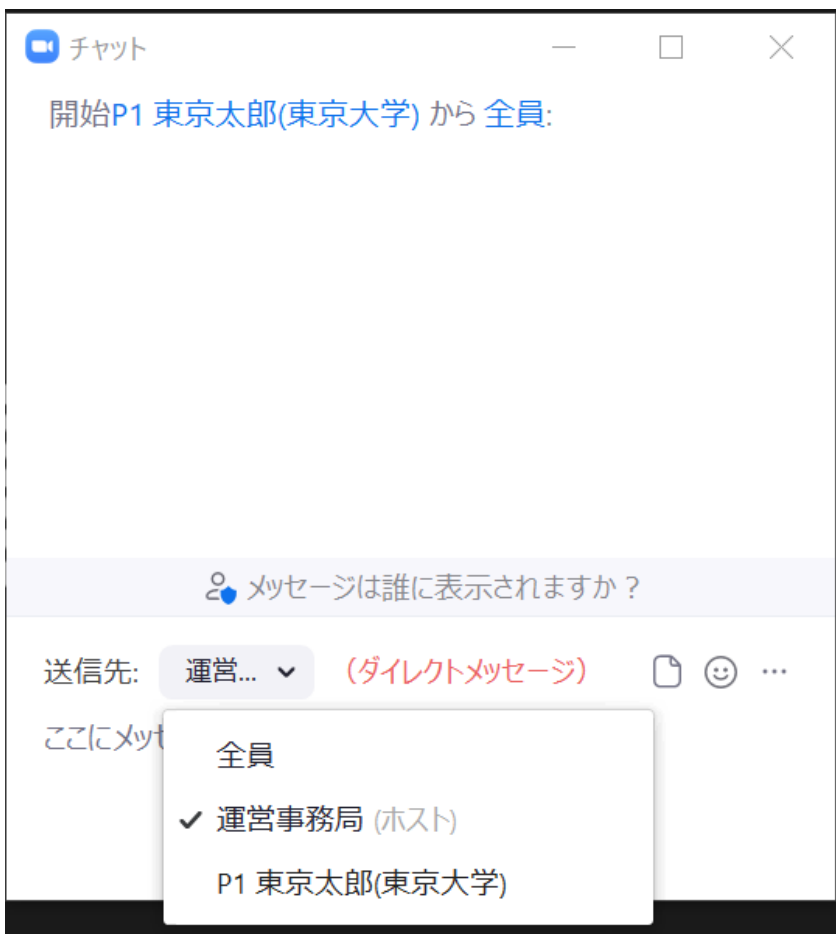 チャット
開始P1 東京太郎(東京大学) から 全員:
メッセージは誰に表示されますか？
送信先: 運営... (ダイレクトメッセージ) ...
ここにメッセ
全員
運営事務局 (ホスト)
P1 東京太郎(東京大学)